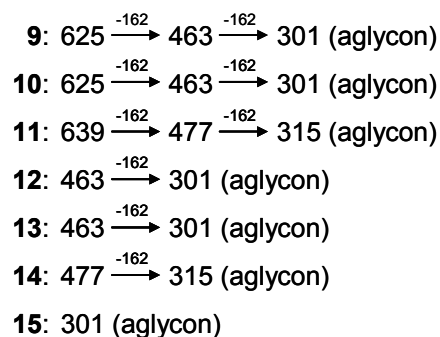 9: 625 -162→ 463 -162→ 301 (aglycon)
10: 625 -162→ 463 -162→ 301 (aglycon)
11: 639 -162→ 477 -162→ 315 (aglycon)
12: 463 -162→ 301 (aglycon)
13: 463 -162→ 301 (aglycon)
14: 477 -162→ 315 (aglycon)
15: 301 (aglycon)